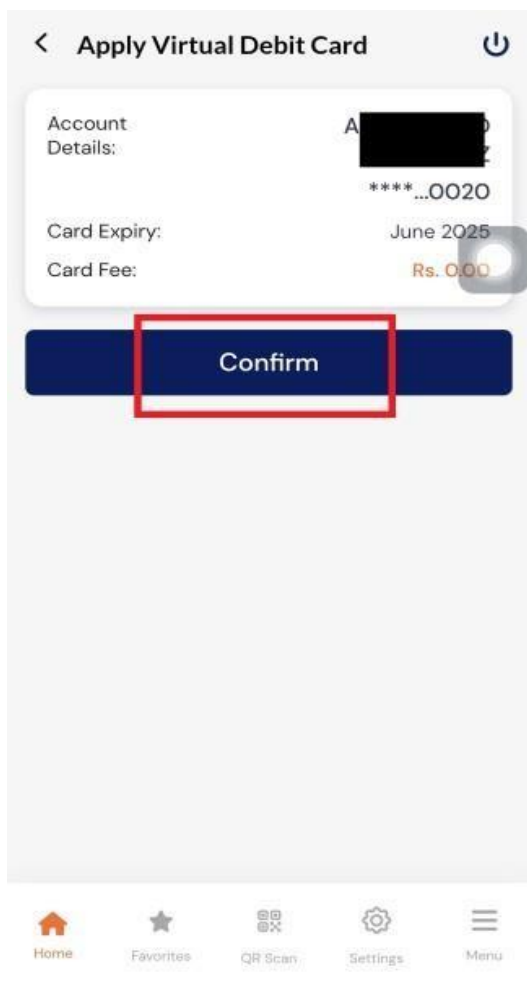 Apply Virtual Debit Card
Account
Details:
****...0020
Card Expiry: June 2025
Card Fee: Rs. 0.00
Confirm
Home Favorites QR Scan Settings Menu